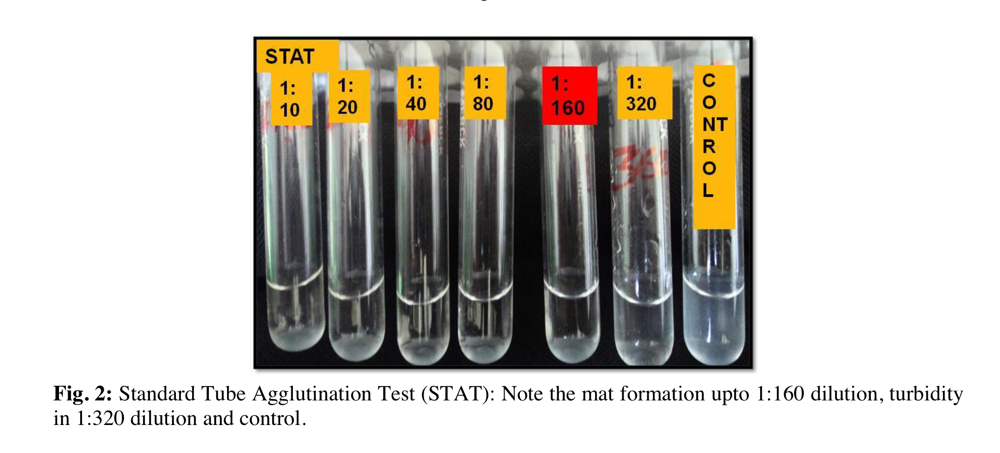 STAT
1:
10
1:
20
1:
40
1:
80
1:
160
1:
320
C
O
NT
R
O
L
Fig. 2: Standard Tube Agglutination Test (STAT): Note the mat formation upto 1:160 dilution, turbidity
in 1:320 dilution and control.